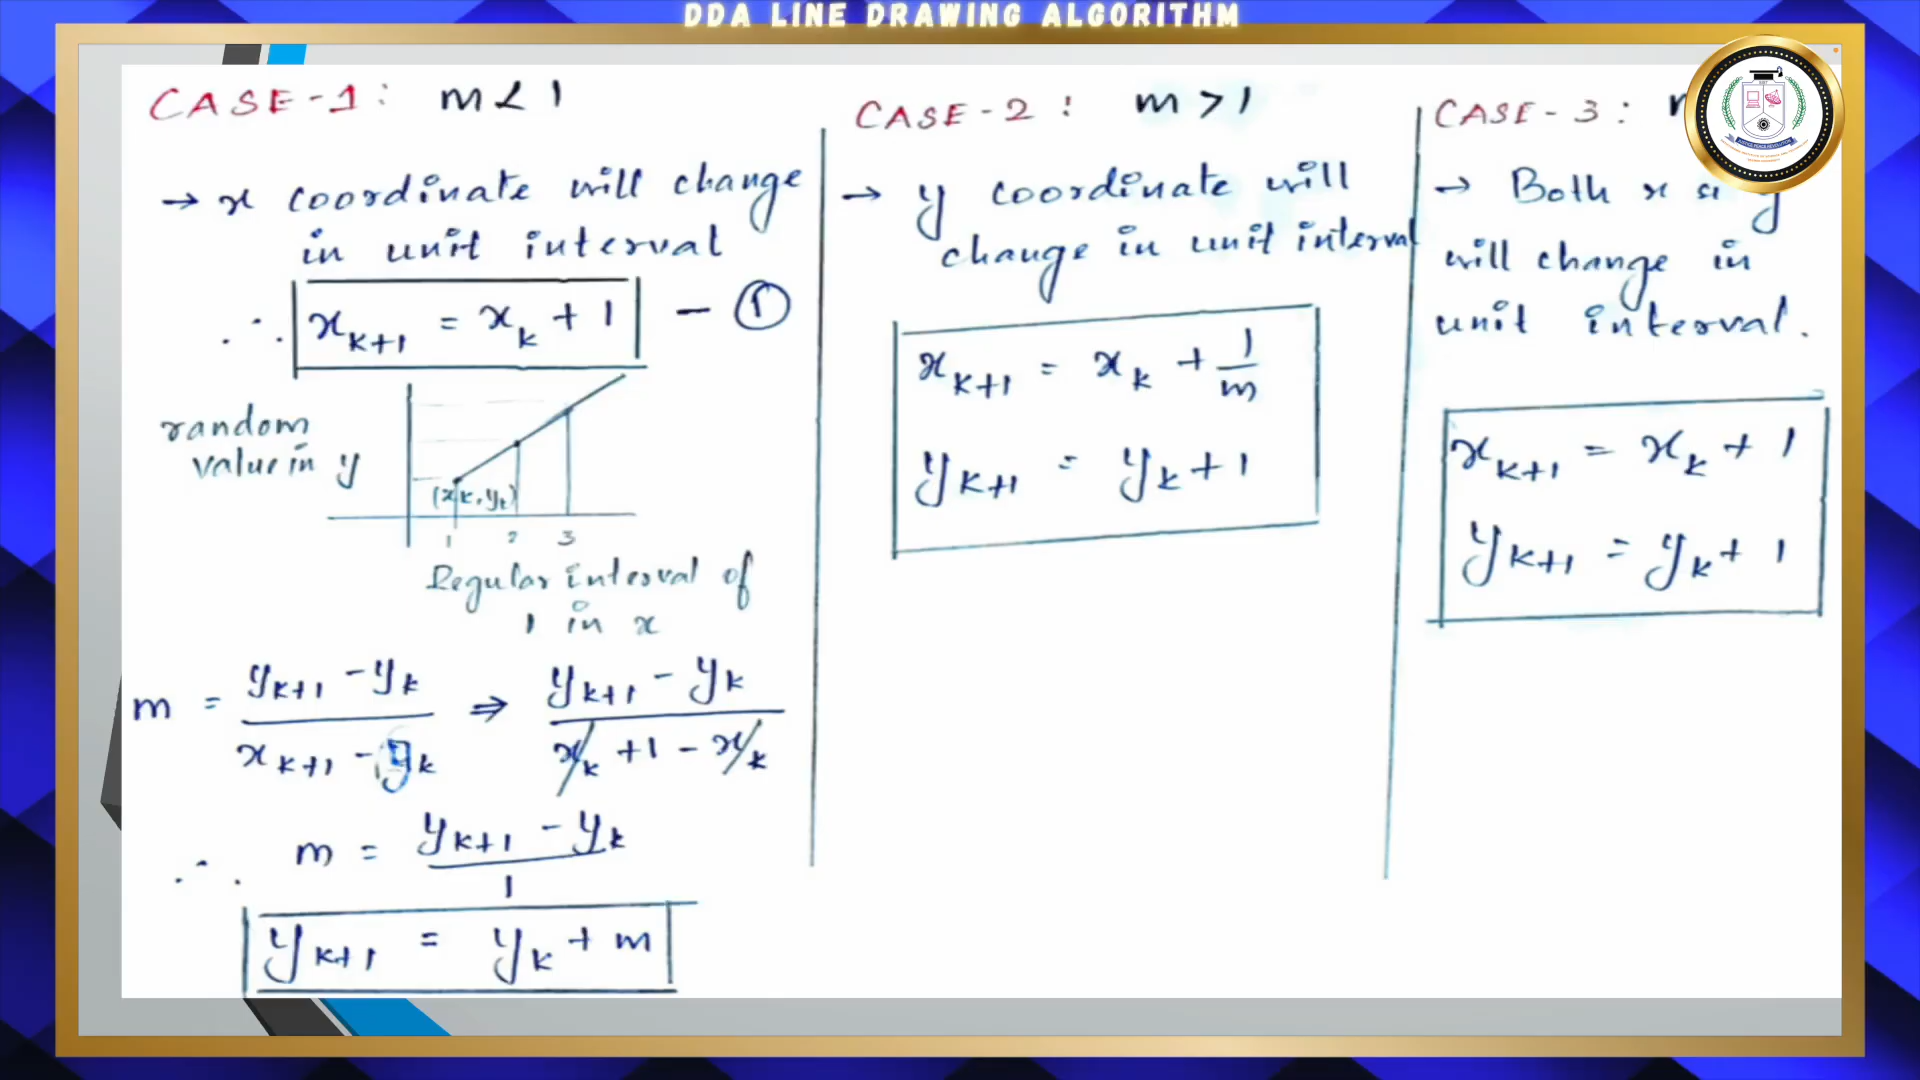 DDA LINE DRAWING ALGORITHM
CASE-1: m < 1
→ x coordinate will change
in unit interval
∴ x_{k+1} = x_k + 1 - ①
random
value in y
(x_k, y_k)
1 2 3
Regular interval of
1 in x
m = (y_{k+1} - y_k) / (x_{k+1} - y_k) ⇒ (y_{k+1} - y_k) / (x_k + 1 - x_k)
∴ m = (y_{k+1} - y_k) / 1
y_{k+1} = y_k + m
CASE-2: m > 1
→ y coordinate will
change in unit interval
x_{k+1} = x_k + 1/m
y_{k+1} = y_k + 1
CASE-3:
→ Both x & y
will change in
unit interval.
x_{k+1} = x_k + 1
y_{k+1} = y_k + 1